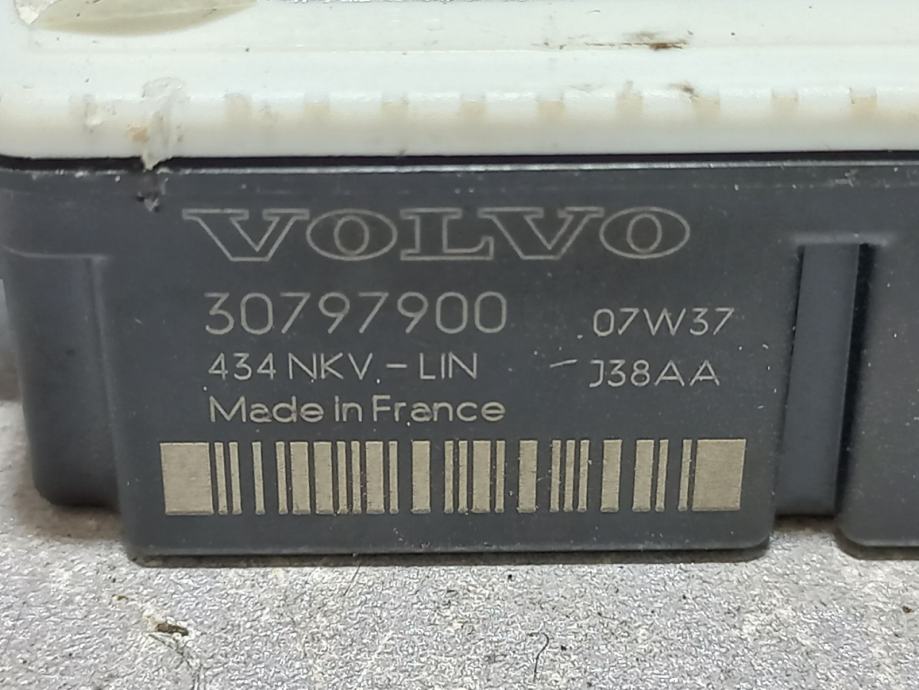 VOLVO
30797900 07W37
434 NKV - LIN J38AA
Made in France